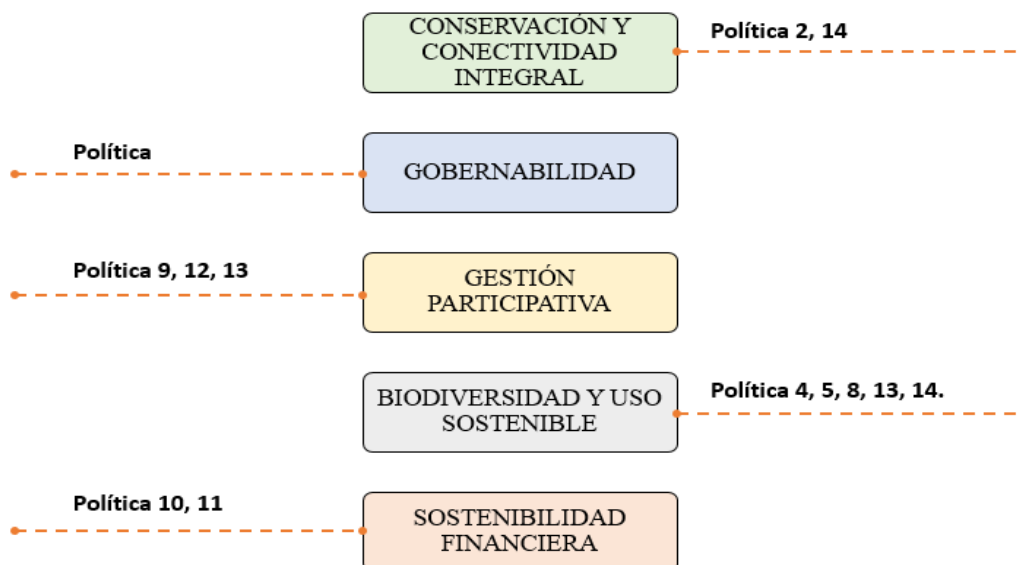 CONSERVACIÓN Y
CONECTIVIDAD
INTEGRAL
Política 2, 14
Política
GOBERNABILIDAD
Política 9, 12, 13
GESTIÓN
PARTICIPATIVA
BIODIVERSIDAD Y USO
SOSTENIBLE
Política 4, 5, 8, 13, 14.
Política 10, 11
SOSTENIBILIDAD
FINANCIERA